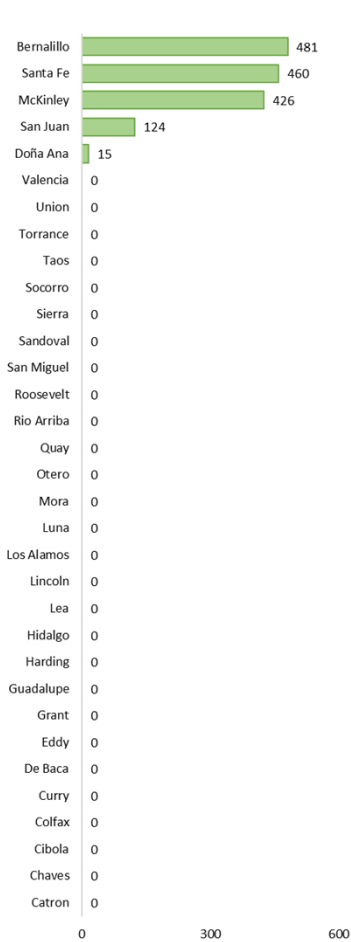 Bernalillo 481
Santa Fe 460
McKinley 426
San Juan 124
Doña Ana 15
Valencia 0
Union 0
Torrance 0
Taos 0
Socorro 0
Sierra 0
Sandoval 0
San Miguel 0
Roosevelt 0
Rio Arriba 0
Quay 0
Otero 0
Mora 0
Luna 0
Los Alamos 0
Lincoln 0
Lea 0
Hidalgo 0
Harding 0
Guadalupe 0
Grant 0
Eddy 0
De Baca 0
Curry 0
Colfax 0
Cibola 0
Chaves 0
Catron 0
0 300 600